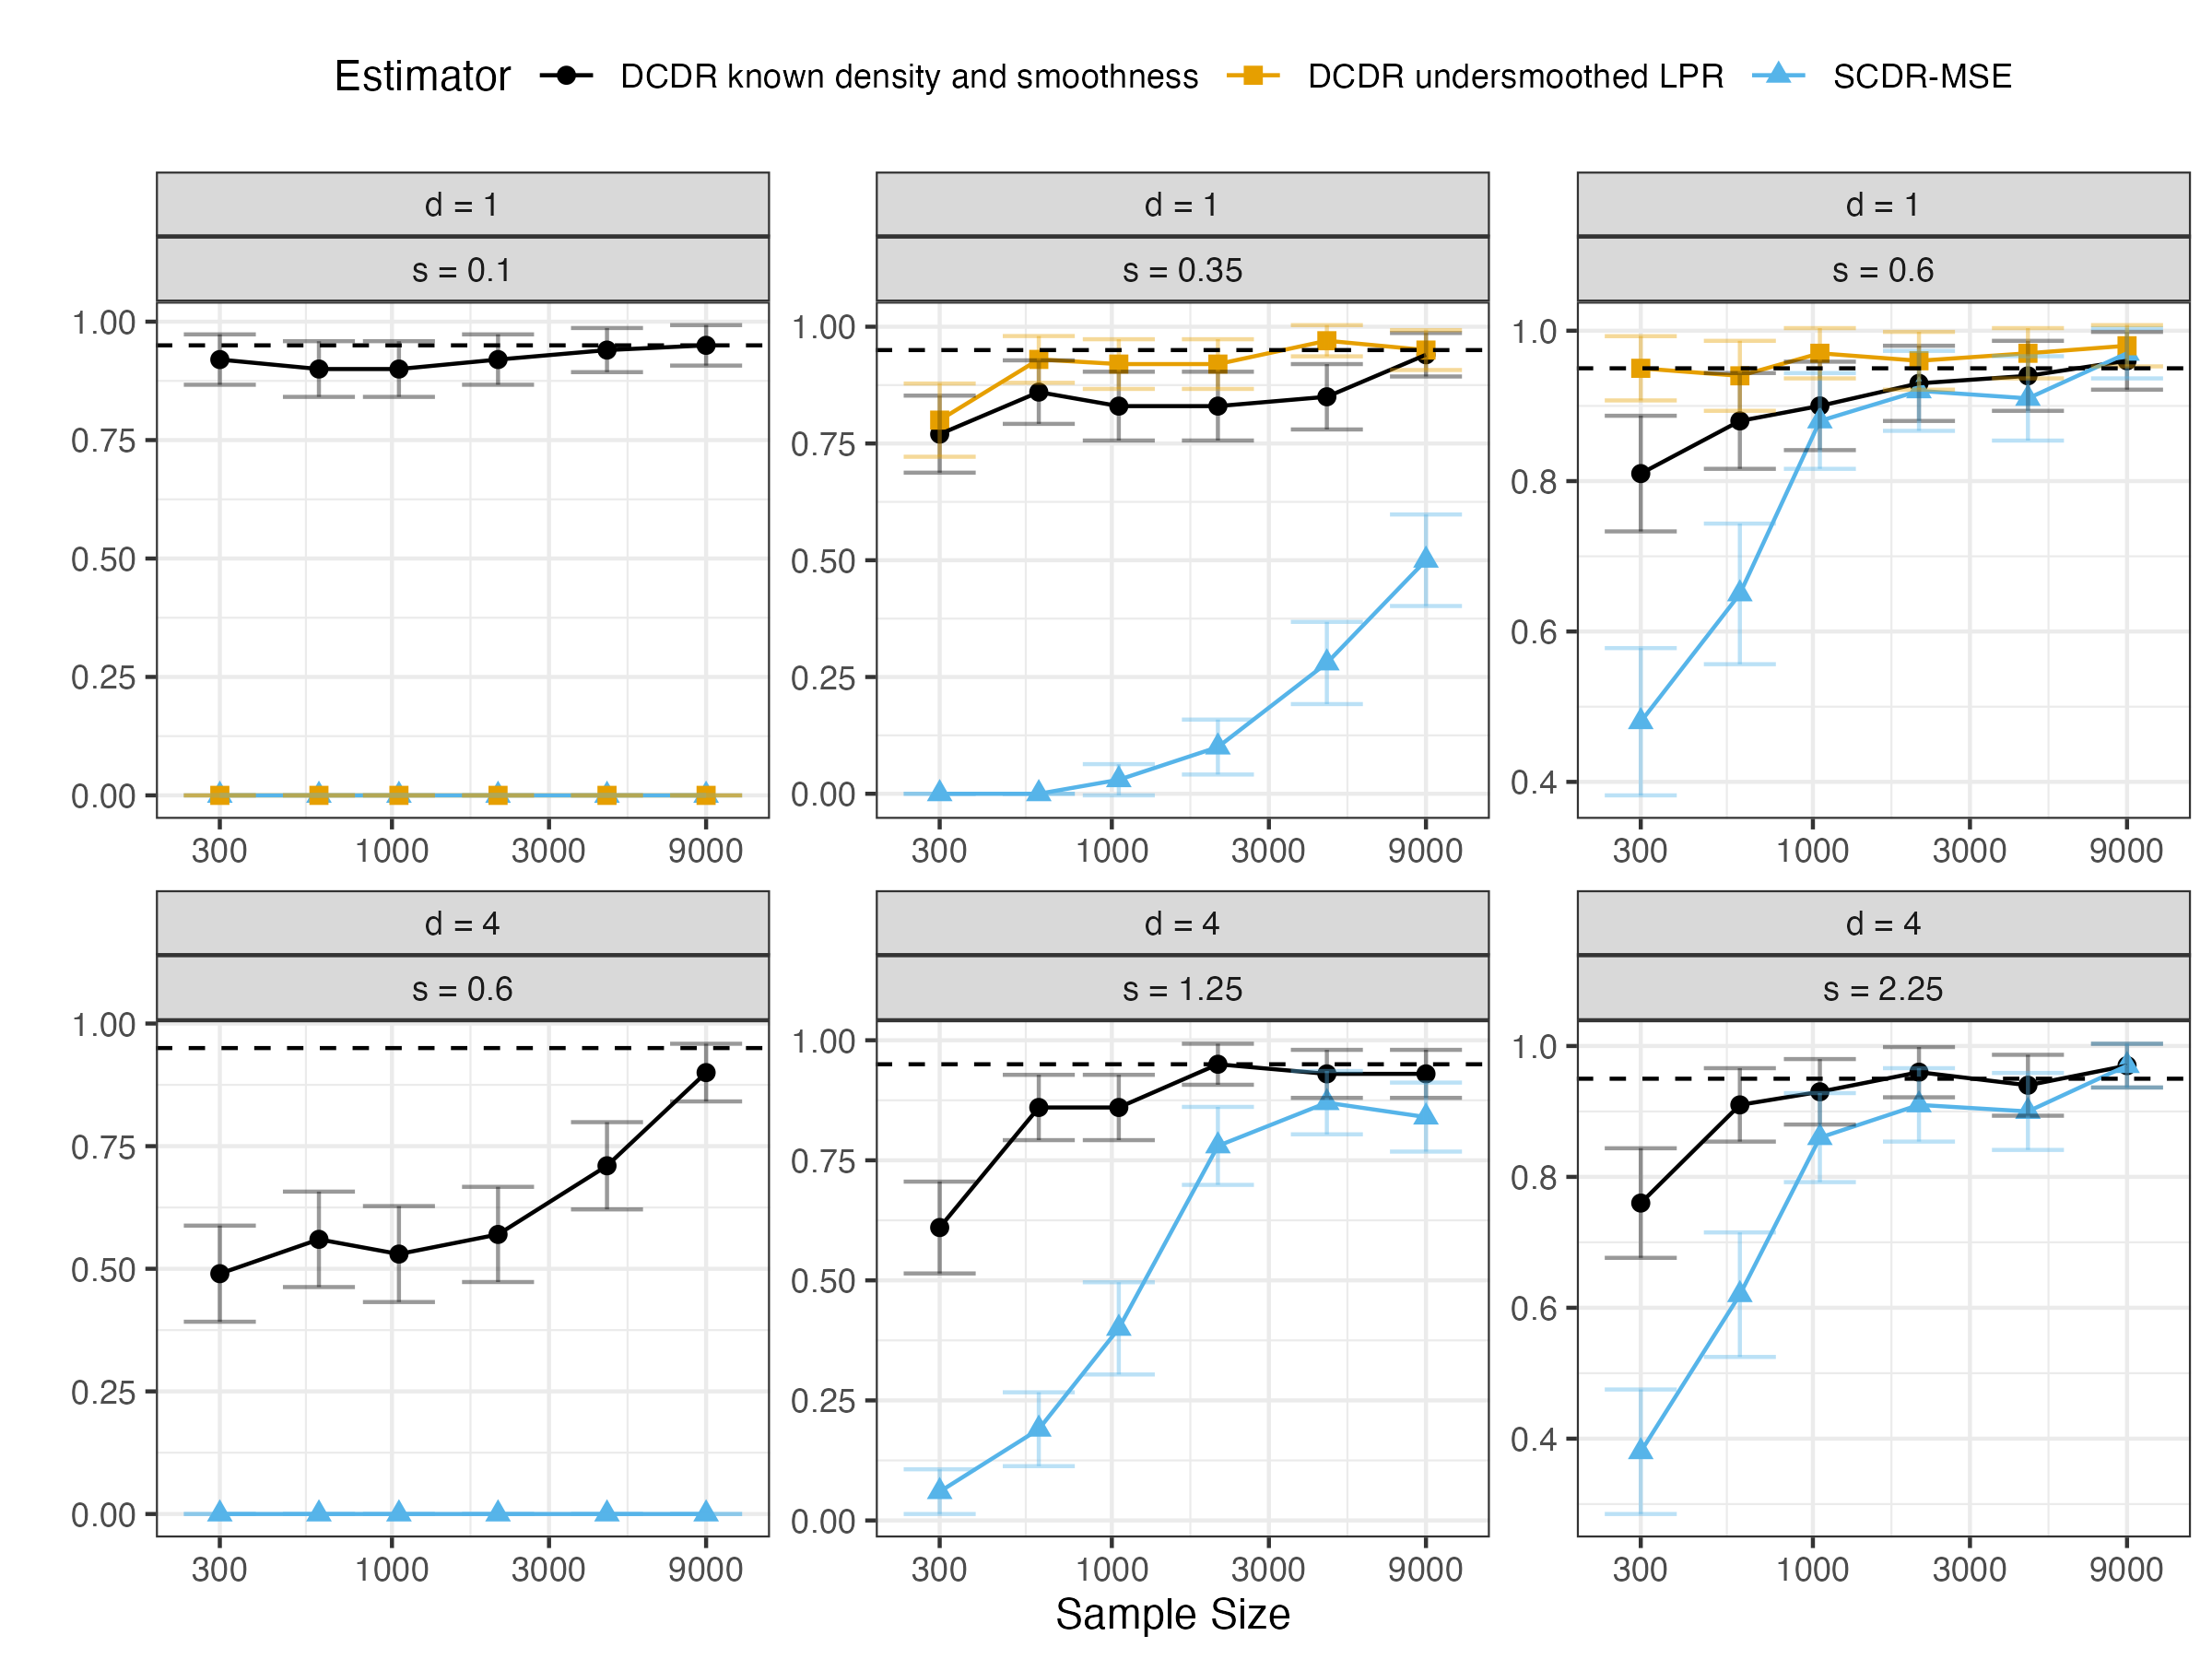 Estimator DCDR known density and smoothness DCDR undersmoothed LPR SCDR-MSE
d = 1 d = 1 d = 1
s = 0.1 s = 0.35 s = 0.6
1.00 0.75 0.50 0.25 0.00
300 1000 3000 9000
1.00 0.75 0.50 0.25 0.00
300 1000 3000 9000
1.0 0.8 0.6 0.4
300 1000 3000 9000
d = 4 d = 4 d = 4
s = 0.6 s = 1.25 s = 2.25
1.00 0.75 0.50 0.25 0.00
300 1000 3000 9000
1.00 0.75 0.50 0.25 0.00
300 1000 3000 9000
1.0 0.8 0.6 0.4
300 1000 3000 9000
Sample Size